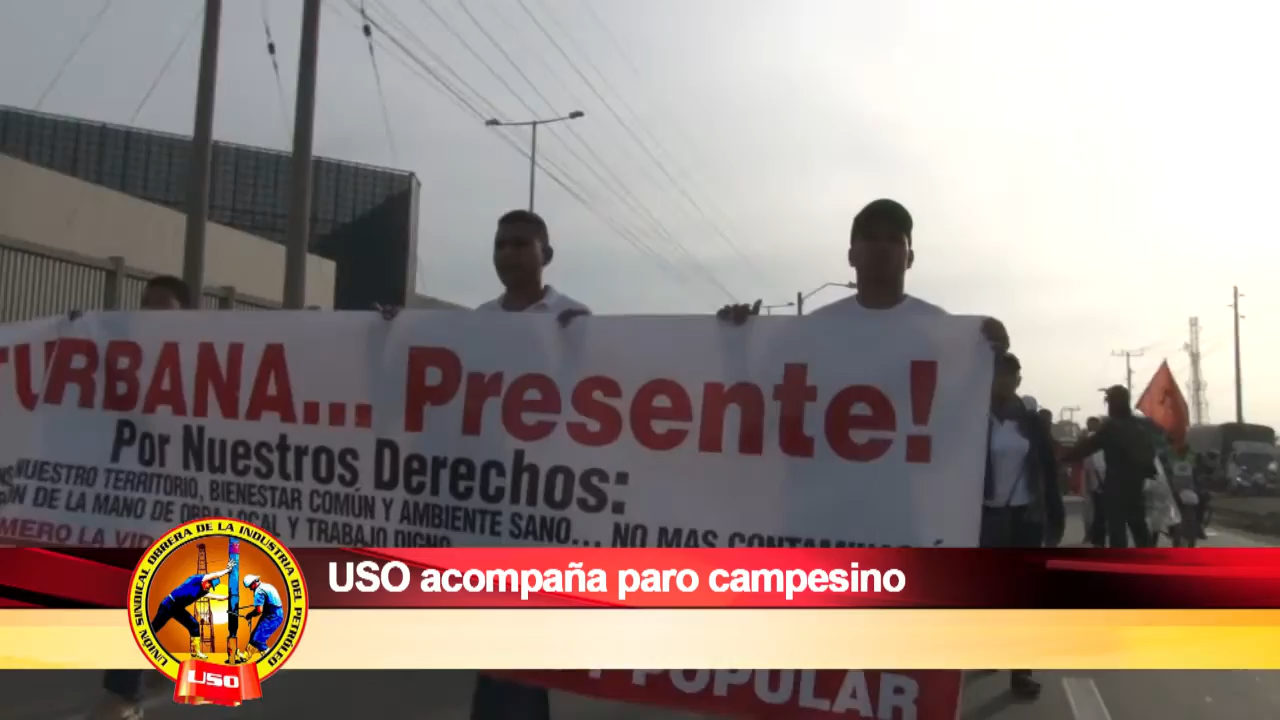 URBANA... Presente!
Por Nuestros Derechos:
NUESTRO TERRITORIO, BIENESTAR COMÚN Y AMBIENTE SANO... NO MAS
DE LA MANO DE OBRA LOCAL Y TRABAJO DIGNO
LA VIDA
USO acompaña paro campesino
UNIÓN SINDICAL OBRERA DE LA INDUSTRIA DEL PETRÓLEO
USO
POPULAR